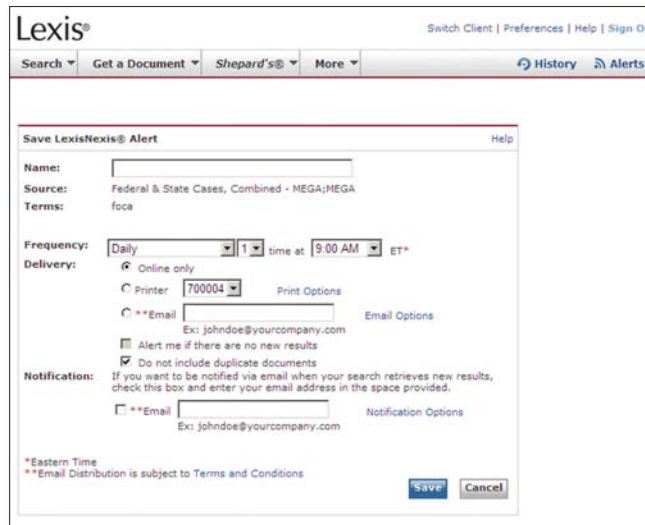 Lexis®
Switch Client | Preferences | Help | Sign O
Search Get a Document Shepard's® More History Alerts
Save LexisNexis® Alert Help
Name:
Source: Federal & State Cases, Combined - MEGA;MEGA
Terms: foca
Frequency: Daily 1 time at 9:00 AM ET*
Delivery: Online only
Printer 700004 Print Options
**Email Email Options
Ex: johndoe@yourcompany.com
Alert me if there are no new results
Do not include duplicate documents
Notification: If you want to be notified via email when your search retrieves new results,
check this box and enter your email address in the space provided.
**Email Notification Options
Ex: johndoe@yourcompany.com
*Eastern Time
**Email Distribution is subject to Terms and Conditions
Save Cancel